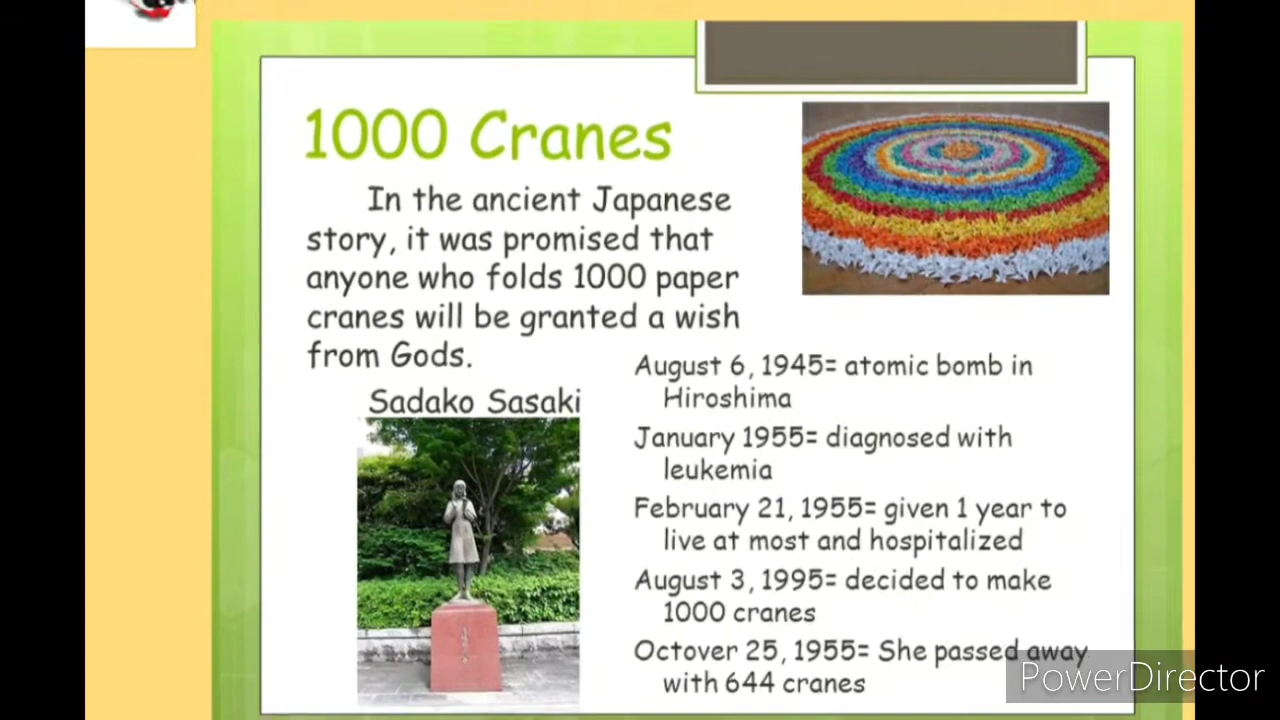 1000 Cranes
In the ancient Japanese
story, it was promised that
anyone who folds 1000 paper
cranes will be granted a wish
from Gods.
Sadako Sasaki
August 6, 1945= atomic bomb in
Hiroshima
January 1955= diagnosed with
leukemia
February 21, 1955= given 1 year to
live at most and hospitalized
August 3, 1995= decided to make
1000 cranes
Octover 25, 1955= She passed away
with 644 cranes
PowerDirector